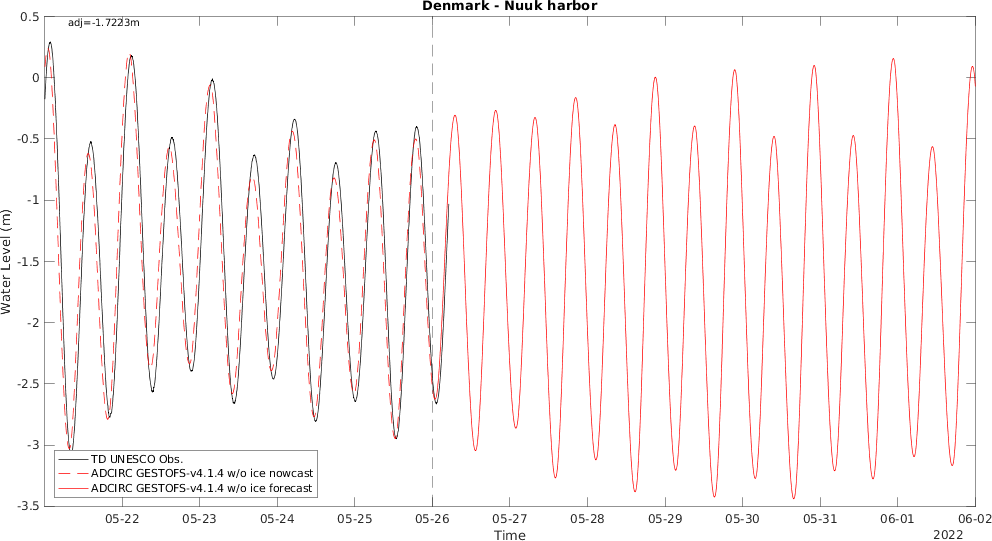 Denmark - Nuuk harbor
adj=-1.7223m
0.5
0
-0.5
-1
-1.5
-2
-2.5
-3
-3.5
Water Level (m)
TD UNESCO Obs.
ADCIRC GESTOFS-v4.1.4 w/o ice nowcast
ADCIRC GESTOFS-v4.1.4 w/o ice forecast
05-22 05-23 05-24 05-25 05-26 05-27 05-28 05-29 05-30 05-31 06-01 06-02
Time
2022